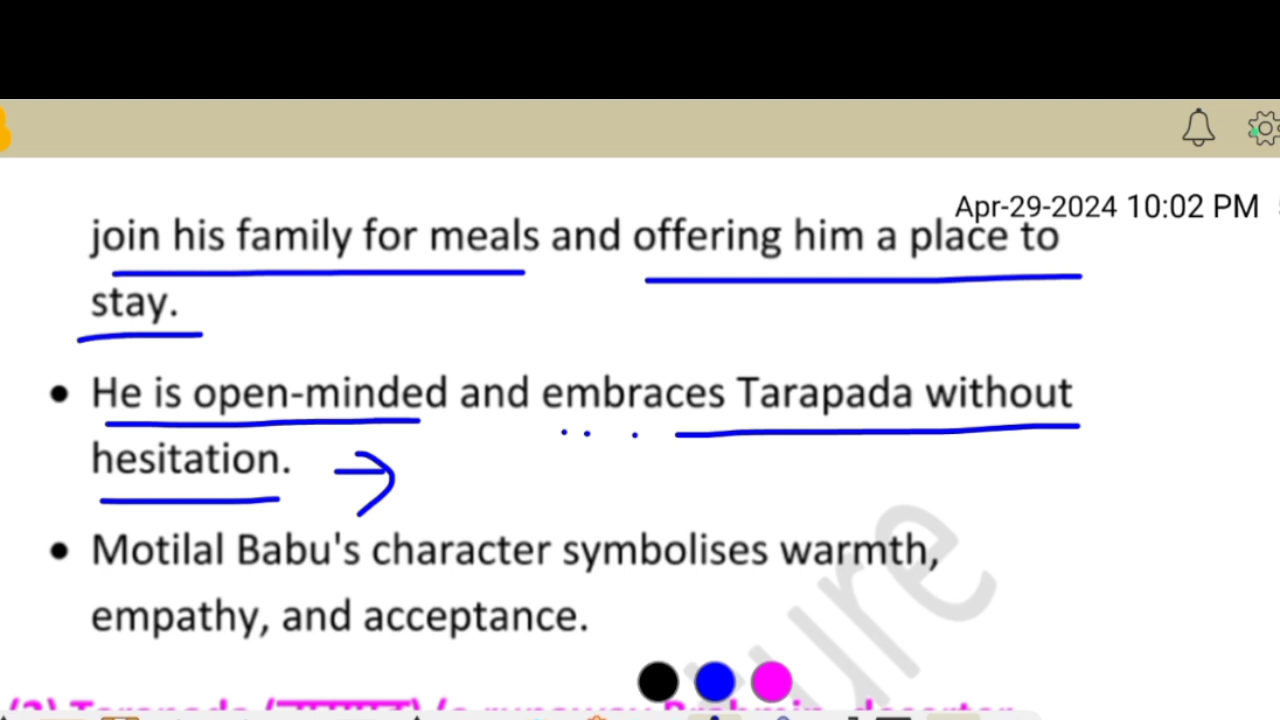 Apr-29-2024 10:02 PM
join his family for meals and offering him a place to
stay.
• He is open-minded and embraces Tarapada without
hesitation.
• Motilal Babu's character symbolises warmth,
empathy, and acceptance.